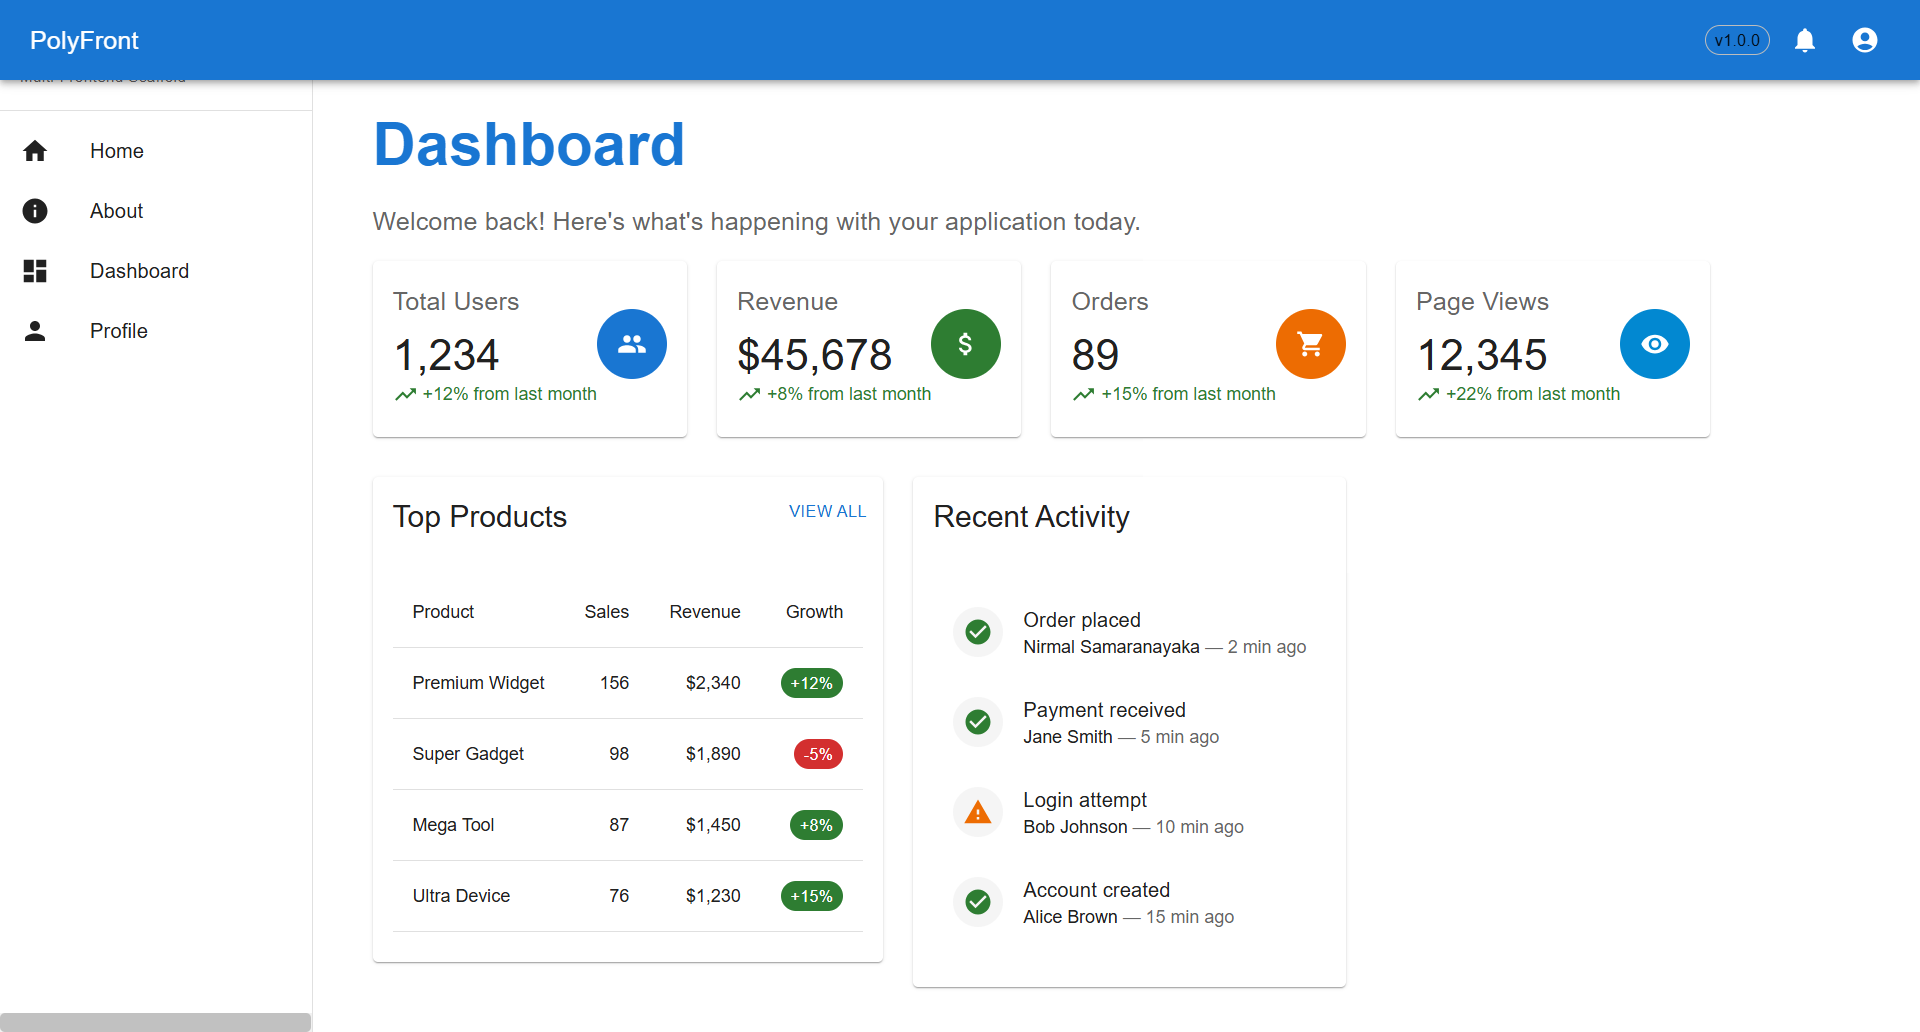 PolyFront
v1.0.0
Home
About
Dashboard
Profile
Dashboard
Welcome back! Here's what's happening with your application today.
Total Users
1,234
+12% from last month
Revenue
$45,678
+8% from last month
Orders
89
+15% from last month
Page Views
12,345
+22% from last month
Top Products
VIEW ALL
Product Sales Revenue Growth
Premium Widget 156 $2,340 +12%
Super Gadget 98 $1,890 -5%
Mega Tool 87 $1,450 +8%
Ultra Device 76 $1,230 +15%
Recent Activity
Order placed
Nirmal Samaranayaka — 2 min ago
Payment received
Jane Smith — 5 min ago
Login attempt
Bob Johnson — 10 min ago
Account created
Alice Brown — 15 min ago